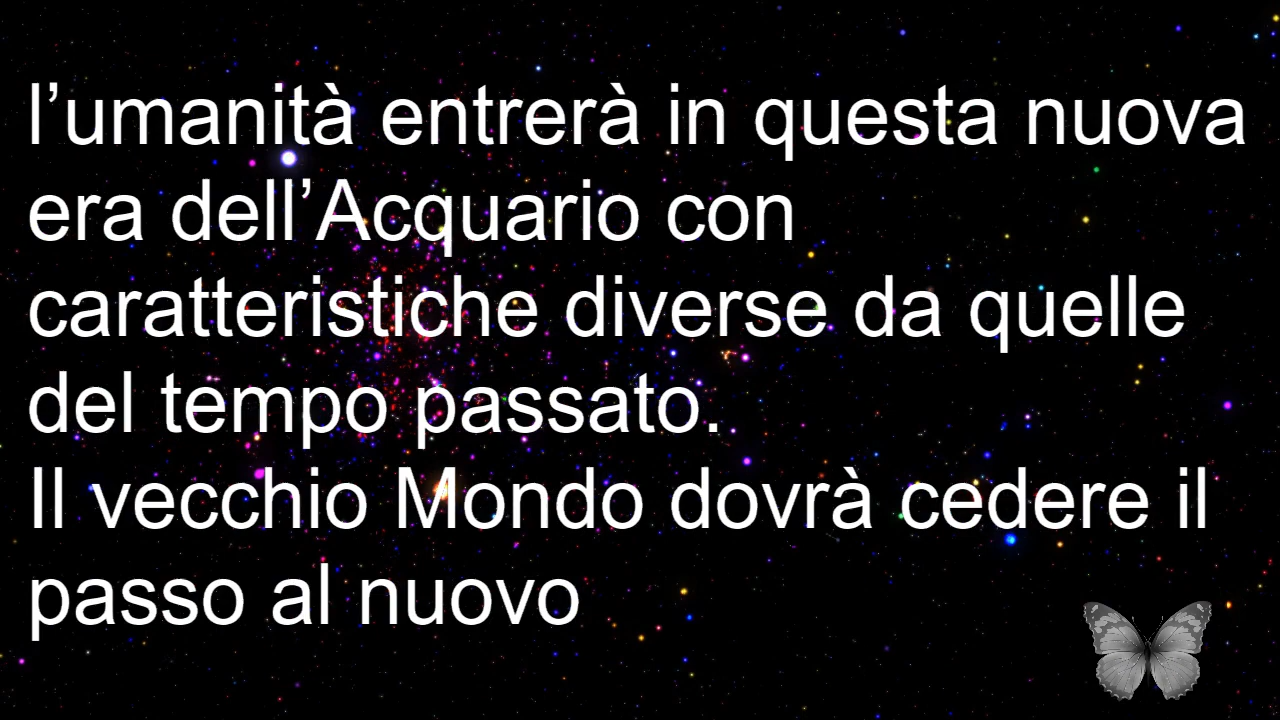 l’umanità entrerà in questa nuova
era dell’Acquario con
caratteristiche diverse da quelle
del tempo passato.
Il vecchio Mondo dovrà cedere il
passo al nuovo